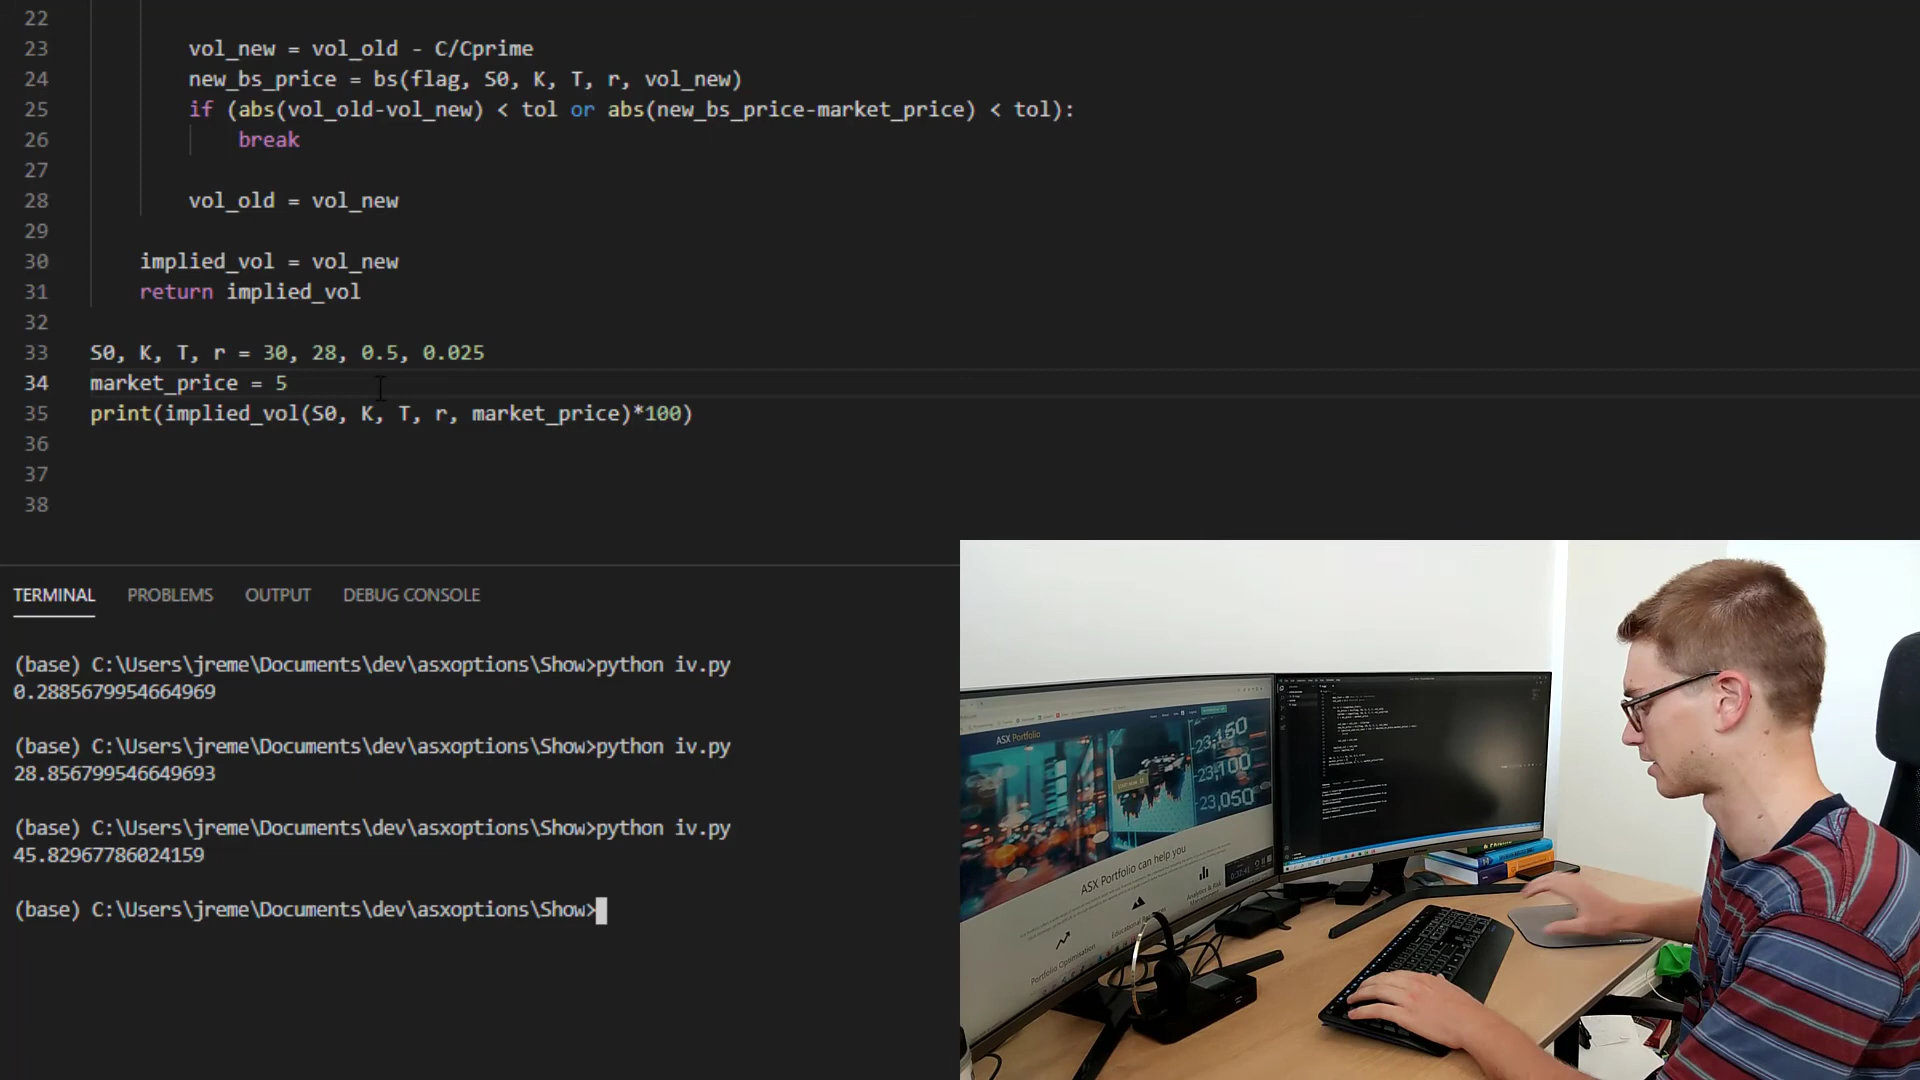 22
23 vol_new = vol_old - C/Cprime
24 new_bs_price = bs(flag, S0, K, T, r, vol_new)
25 if (abs(vol_old-vol_new) < tol or abs(new_bs_price-market_price) < tol):
26 break
27
28 vol_old = vol_new
29
30 implied_vol = vol_new
31 return implied_vol
32
33 S0, K, T, r = 30, 28, 0.5, 0.025
34 market_price = 5
35 print(implied_vol(S0, K, T, r, market_price)*100)
36
37
38
TERMINAL PROBLEMS OUTPUT DEBUG CONSOLE
(base) C:\Users\jreme\Documents\dev\asxoptions\Show>python iv.py
0.2885679954664969
(base) C:\Users\jreme\Documents\dev\asxoptions\Show>python iv.py
28.856799546649693
(base) C:\Users\jreme\Documents\dev\asxoptions\Show>python iv.py
45.82967786024159
(base) C:\Users\jreme\Documents\dev\asxoptions\Show>
ASX Portfolio
23,150
23,100
23,050
ASX Portfolio can help you
Portfolio Optimisation
Analytics & Risk